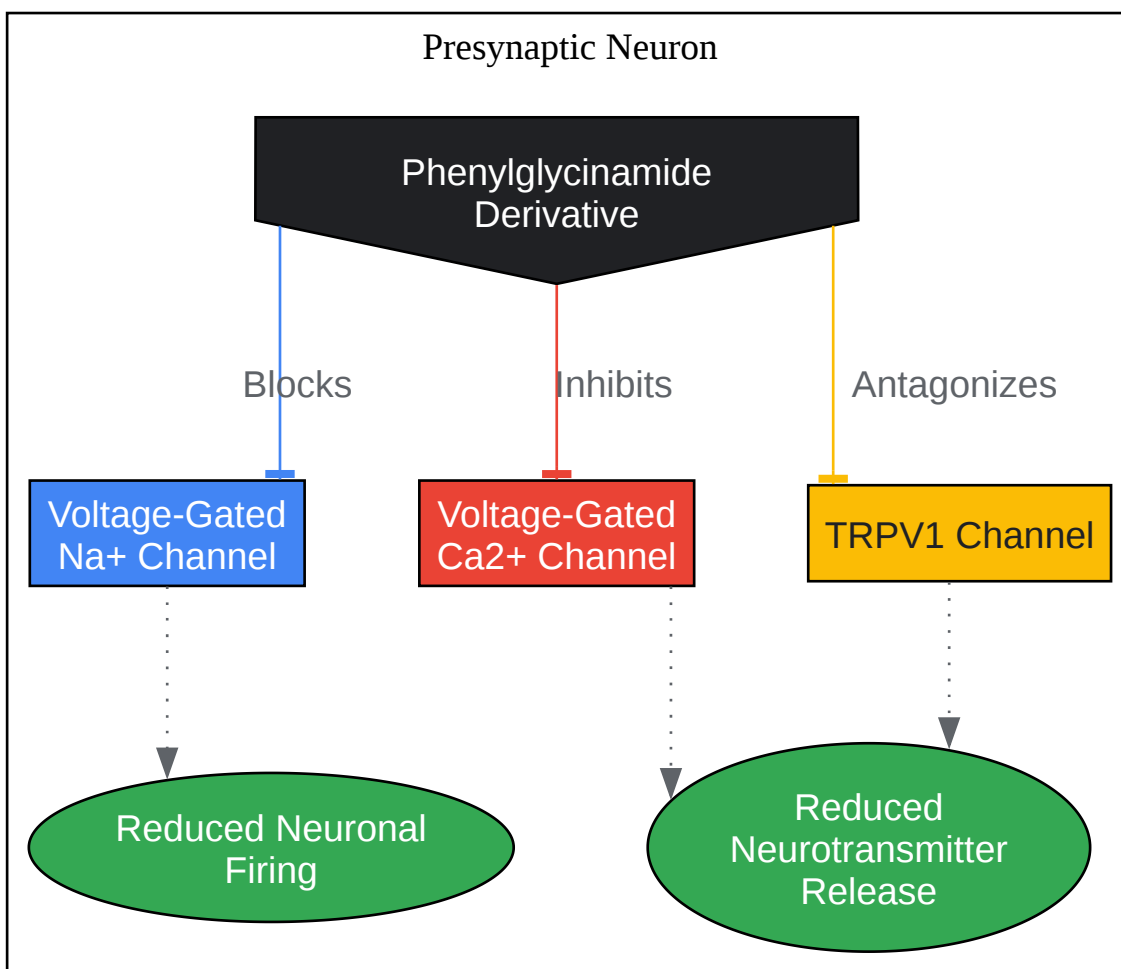 Presynaptic Neuron
Phenylglycinamide
Derivative
Blocks
Inhibits
Antagonizes
Voltage-Gated
Na+ Channel
Voltage-Gated
Ca2+ Channel
TRPV1 Channel
Reduced Neuronal
Firing
Reduced
Neurotransmitter
Release